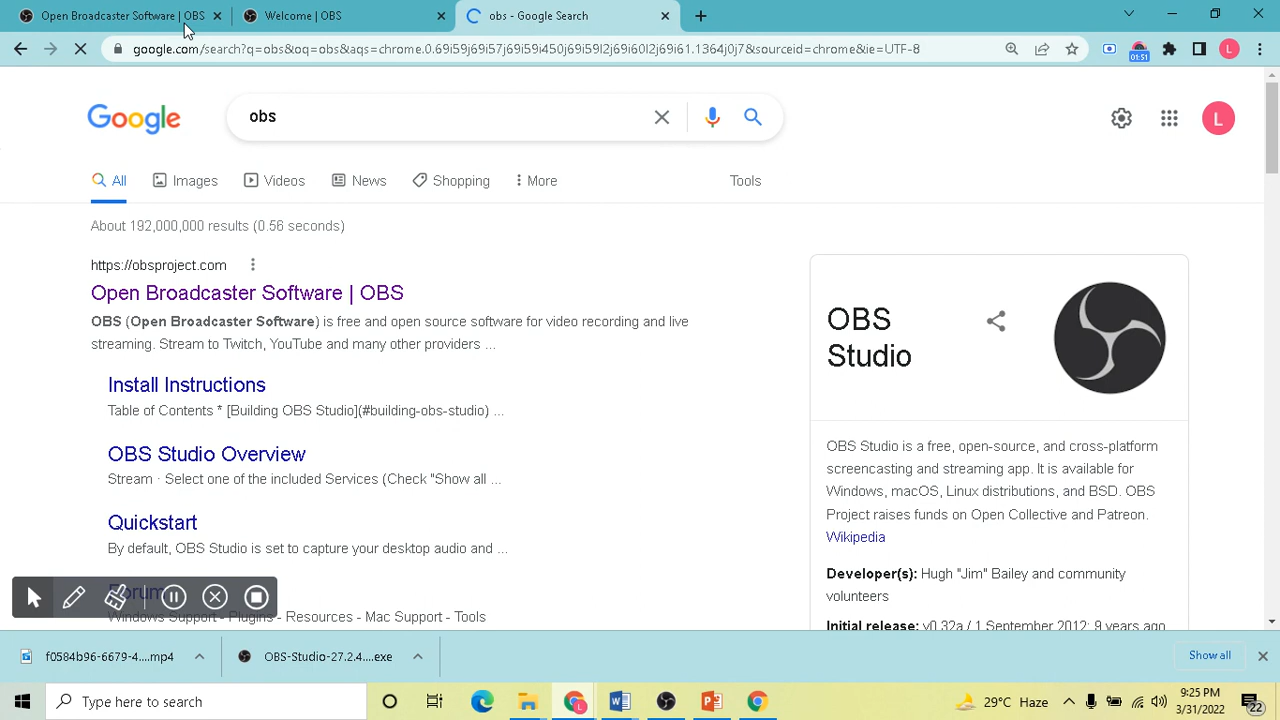 Open Broadcaster Software | OBS
Welcome | OBS
obs - Google Search
google.com/search?q=obs&oq=obs&aqs=chrome.0.69i59j69i57j69i59i450j69i59l2j69i60l2j69i61.1364j0j7&sourceid=chrome&ie=UTF-8
01:51
L
Google
obs
L
All
Images
Videos
News
Shopping
More
Tools
About 192,000,000 results (0.56 seconds)
https://obsproject.com
Open Broadcaster Software | OBS
OBS (Open Broadcaster Software) is free and open source software for video recording and live
streaming. Stream to Twitch, YouTube and many other providers ...
Install Instructions
Table of Contents * [Building OBS Studio](#building-obs-studio) ...
OBS Studio Overview
Stream · Select one of the included Services (Check "Show all ...
Quickstart
By default, OBS Studio is set to capture your desktop audio and ...
Forum
Windows Support - Plugins - Resources - Mac Support - Tools
OBS
Studio
OBS Studio is a free, open-source, and cross-platform
screencasting and streaming app. It is available for
Windows, macOS, Linux distributions, and BSD. OBS
Project raises funds on Open Collective and Patreon.
Wikipedia
Developer(s): Hugh "Jim" Bailey and community
volunteers
Initial release: v0.32a / 1 September 2012; 9 years ago
f0584b96-6679-4....mp4
OBS-Studio-27.2.4....exe
Show all
Type here to search
29°C Haze
9:25 PM
3/31/2022
22